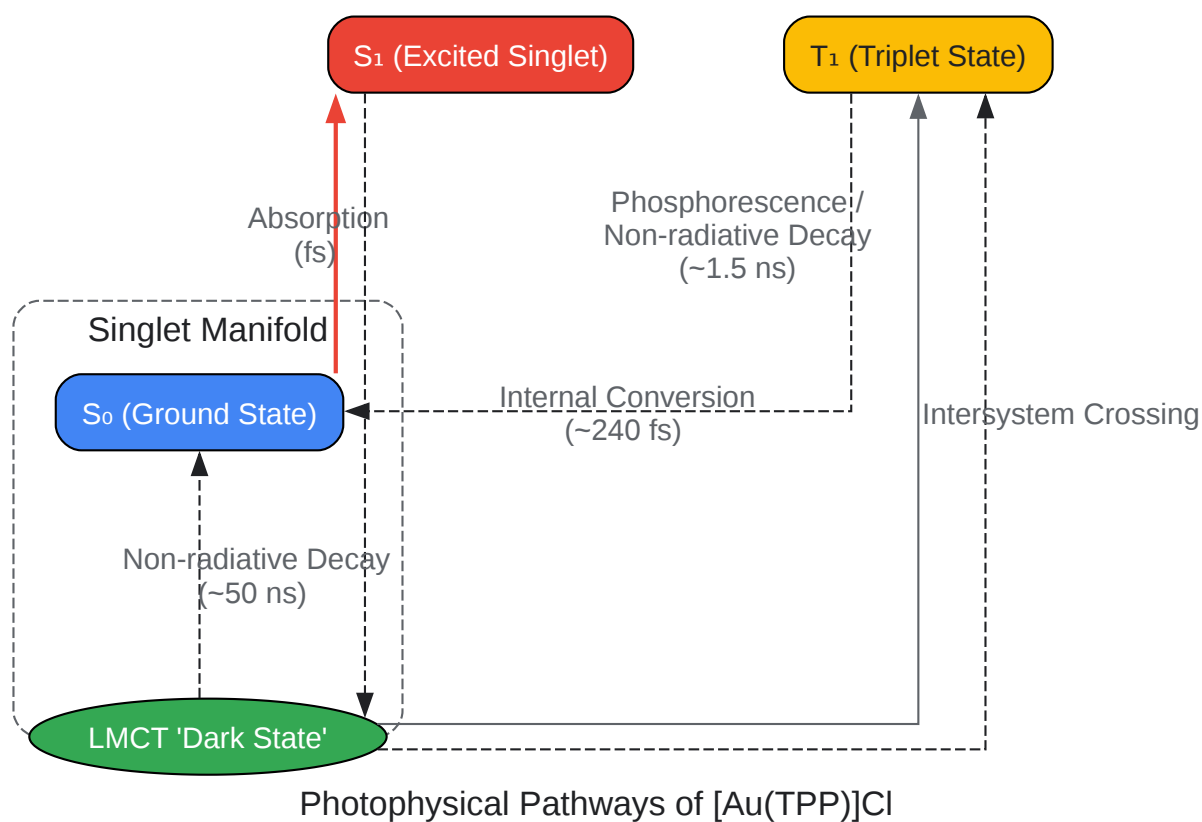 S₁ (Excited Singlet)
T₁ (Triplet State)
Absorption
(fs)
Phosphorescence /
Non-radiative Decay
(~1.5 ns)
Singlet Manifold
S₀ (Ground State)
Internal Conversion
(~240 fs)
Intersystem Crossing
Non-radiative Decay
(~50 ns)
LMCT 'Dark State'
Photophysical Pathways of [Au(TPP)]Cl